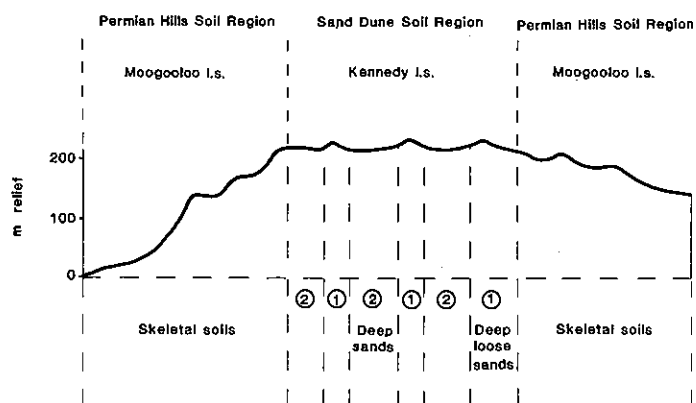 Permian Hills Soil Region
Sand Dune Soil Region
Permian Hills Soil Region
Moogooloo l.s.
Kennedy l.s.
Moogooloo l.s.
m relief
200
100
0
2 1 2 1 2 1
Skeletal soils
Deep
sands
Deep
loose
sands
Skeletal soils